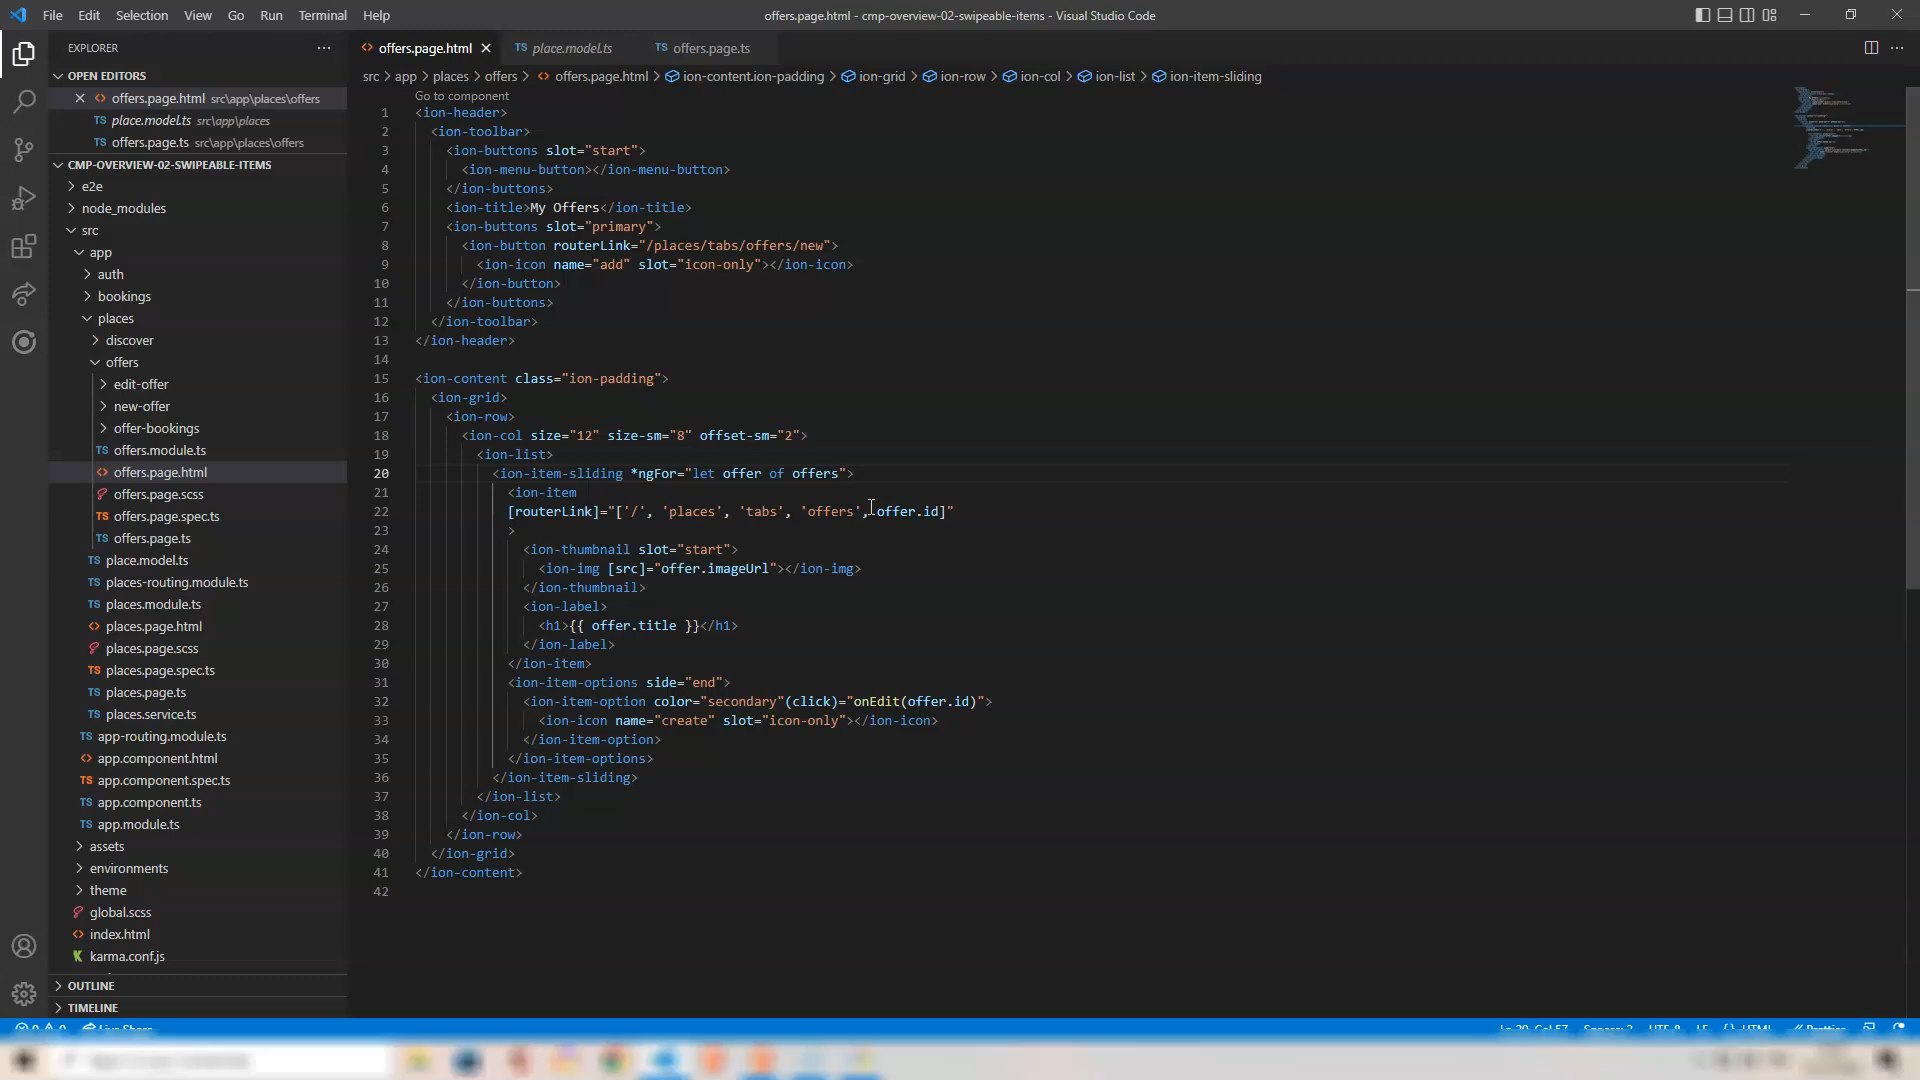 File Edit Selection View Go Run Terminal Help
offers.page.html - cmp-overview-02-swipeable-items - Visual Studio Code
EXPLORER
offers.page.html
TS place.model.ts
TS offers.page.ts
OPEN EDITORS
offers.page.html src\app\places\offers
TS place.model.ts src\app\places
TS offers.page.ts src\app\places\offers
CMP-OVERVIEW-02-SWIPEABLE-ITEMS
e2e
node_modules
src
app
auth
bookings
places
discover
offers
edit-offer
new-offer
offer-bookings
TS offers.module.ts
offers.page.html
offers.page.scss
TS offers.page.spec.ts
TS offers.page.ts
TS place.model.ts
TS places-routing.module.ts
TS places.module.ts
places.page.html
places.page.scss
TS places.page.spec.ts
TS places.page.ts
TS places.service.ts
TS app-routing.module.ts
app.component.html
TS app.component.spec.ts
TS app.component.ts
TS app.module.ts
assets
environments
theme
global.scss
index.html
karma.conf.js
OUTLINE
TIMELINE
src > app > places > offers > offers.page.html > ion-content.ion-padding > ion-grid > ion-row > ion-col > ion-list > ion-item-sliding
Go to component
1 <ion-header>
2 <ion-toolbar>
3 <ion-buttons slot="start">
4 <ion-menu-button></ion-menu-button>
5 </ion-buttons>
6 <ion-title>My Offers</ion-title>
7 <ion-buttons slot="primary">
8 <ion-button routerLink="/places/tabs/offers/new">
9 <ion-icon name="add" slot="icon-only"></ion-icon>
10 </ion-button>
11 </ion-buttons>
12 </ion-toolbar>
13 </ion-header>
14
15 <ion-content class="ion-padding">
16 <ion-grid>
17 <ion-row>
18 <ion-col size="12" size-sm="8" offset-sm="2">
19 <ion-list>
20 <ion-item-sliding *ngFor="let offer of offers">
21 <ion-item
22 [routerLink]="['/', 'places', 'tabs', 'offers', offer.id]"
23 >
24 <ion-thumbnail slot="start">
25 <ion-img [src]="offer.imageUrl"></ion-img>
26 </ion-thumbnail>
27 <ion-label>
28 <h1>{{ offer.title }}</h1>
29 </ion-label>
30 </ion-item>
31 <ion-item-options side="end">
32 <ion-item-option color="secondary"(click)="onEdit(offer.id)">
33 <ion-icon name="create" slot="icon-only"></ion-icon>
34 </ion-item-option>
35 </ion-item-options>
36 </ion-item-sliding>
37 </ion-list>
38 </ion-col>
39 </ion-row>
40 </ion-grid>
41 </ion-content>
42